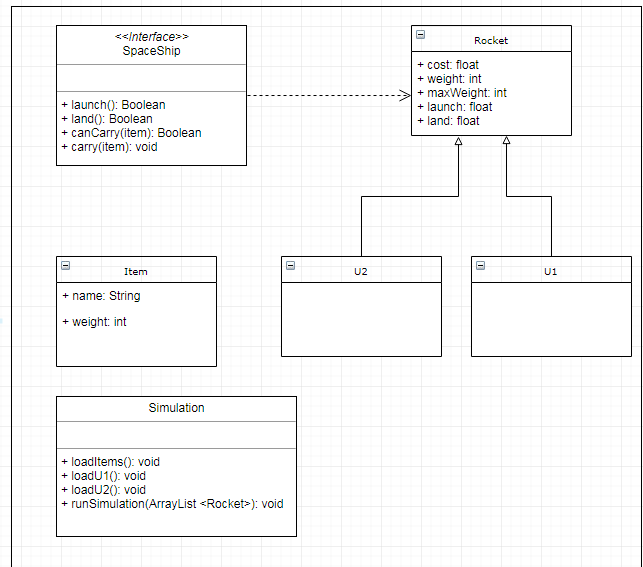 <<Interface>>
SpaceShip
+ launch(): Boolean
+ land(): Boolean
+ canCarry(item): Boolean
+ carry(item): void
Rocket
+ cost: float
+ weight: int
+ maxWeight: int
+ launch: float
+ land: float
Item
+ name: String
+ weight: int
U2
U1
Simulation
+ loadItems(): void
+ loadU1(): void
+ loadU2(): void
+ runSimulation(ArrayList <Rocket>): void